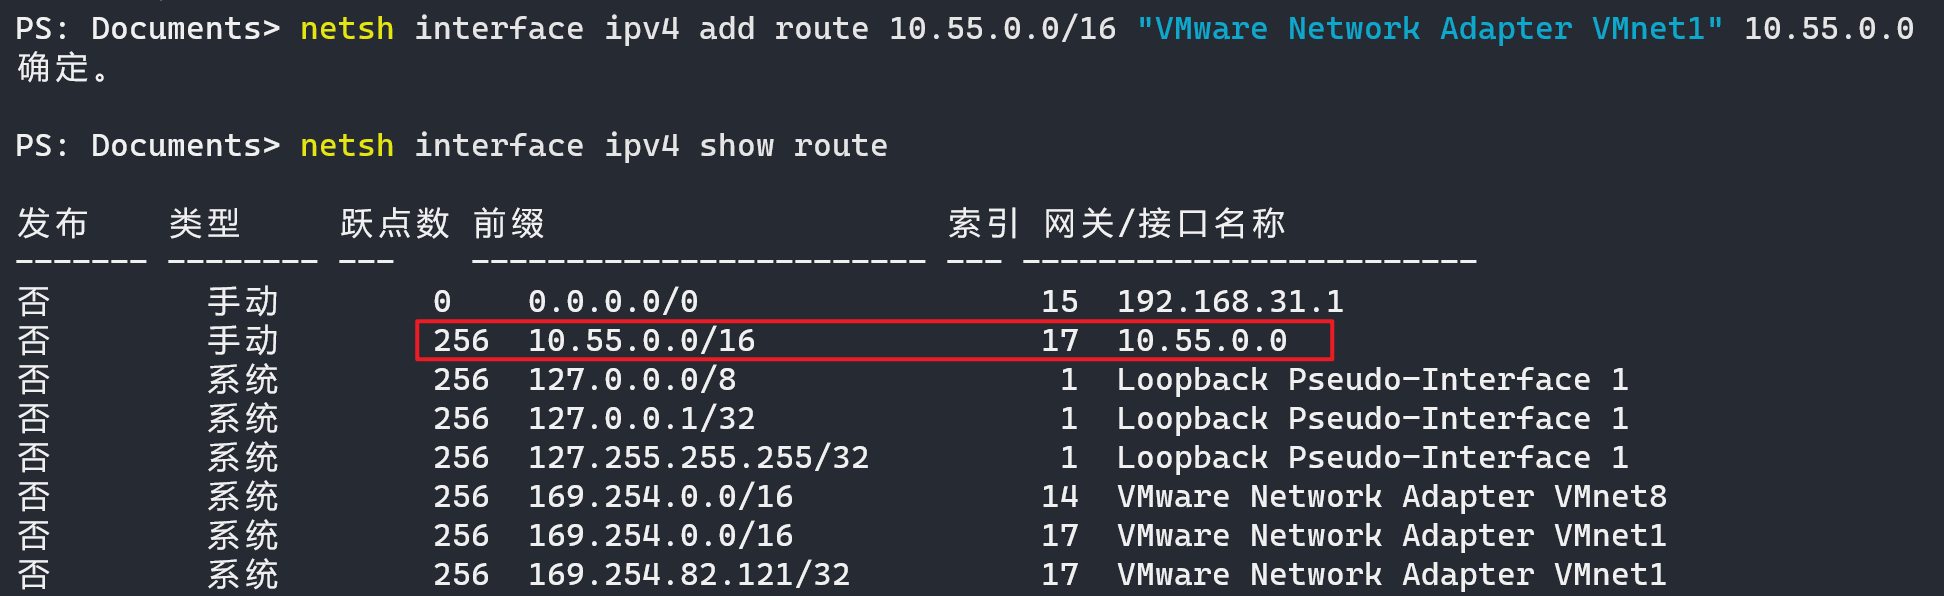 PS: Documents> netsh interface ipv4 add route 10.55.0.0/16 "VMware Network Adapter VMnet1" 10.55.0.0
确定。
PS: Documents> netsh interface ipv4 show route
发布 类型 跃点数 前缀 索引 网关/接口名称
------- -------- --- ------------------------ --- ------------------------
否 手动 0 0.0.0.0/0 15 192.168.31.1
否 手动 256 10.55.0.0/16 17 10.55.0.0
否 系统 256 127.0.0.0/8 1 Loopback Pseudo-Interface 1
否 系统 256 127.0.0.1/32 1 Loopback Pseudo-Interface 1
否 系统 256 127.255.255.255/32 1 Loopback Pseudo-Interface 1
否 系统 256 169.254.0.0/16 14 VMware Network Adapter VMnet8
否 系统 256 169.254.0.0/16 17 VMware Network Adapter VMnet1
否 系统 256 169.254.82.121/32 17 VMware Network Adapter VMnet1